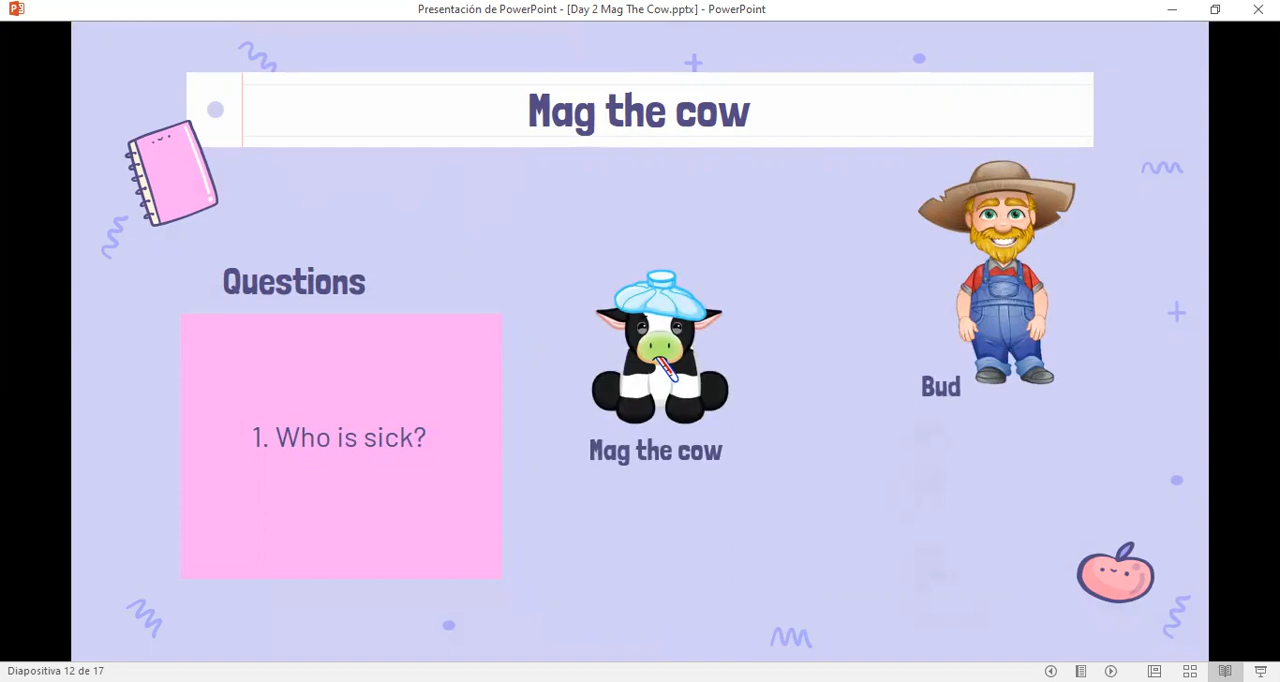 Presentación de PowerPoint - [Day 2 Mag The Cow.pptx] - PowerPoint
Mag the cow
Questions
1. Who is sick?
Mag the cow
Bud
Diapositiva 12 de 17